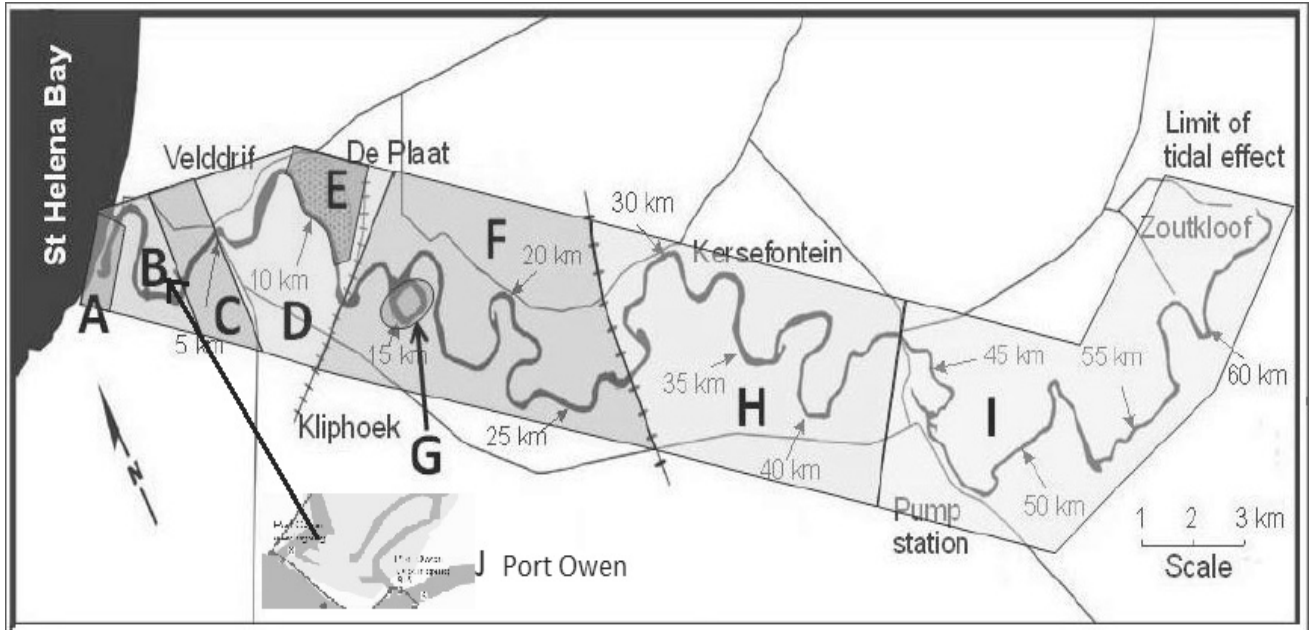 St Helena Bay
Velddrif
De Plaat
Limit of
tidal effect
Zoutkloof
Kersefontein
30 km
20 km
10 km
5 km
15 km
25 km
35 km
40 km
45 km
50 km
55 km
60 km
A
B
C
D
E
F
G
H
I
Kliphoek
Pump
station
N
1 2 3 km
Scale
J Port Owen